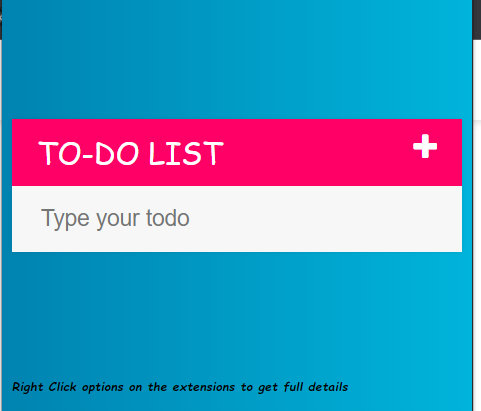 TO-DO LIST
Type your todo
Right Click options on the extensions to get full details